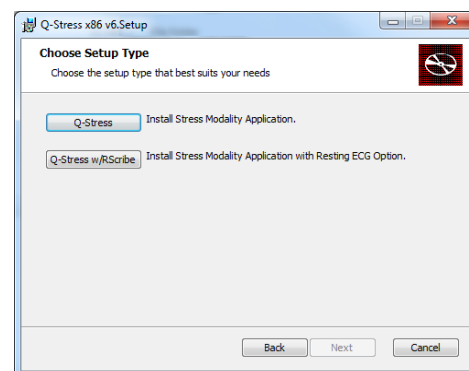 Q-Stress x86 v6.Setup
Choose Setup Type
Choose the setup type that best suits your needs
Q-Stress Install Stress Modality Application.
Q-Stress w/RScribe Install Stress Modality Application with Resting ECG Option.
Back Next Cancel